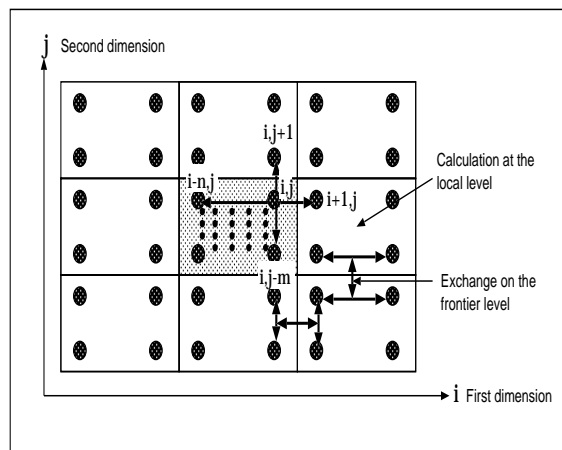 j Second dimension
i,j+1
Calculation at the
local level
i-n,j
i,j
i+1,j
i,j-m
Exchange on the
frontier level
i First dimension